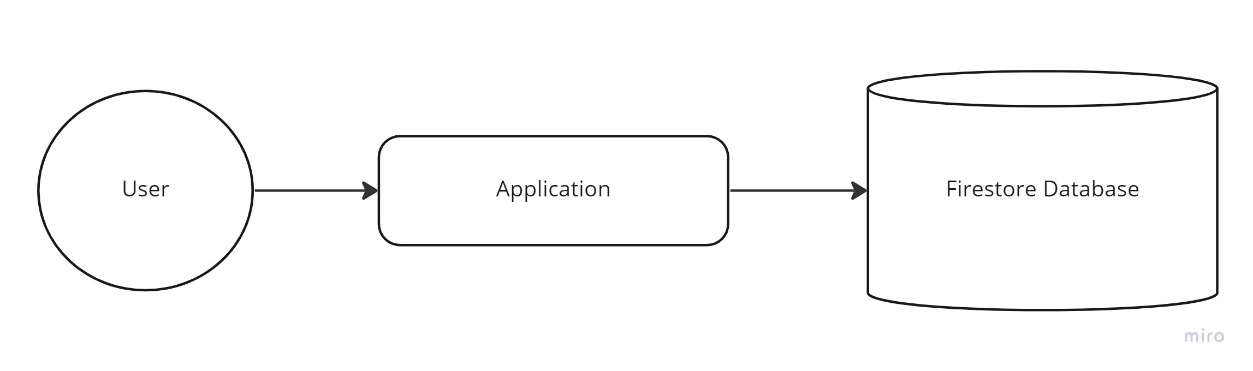 User
Application
Firestore Database
miro